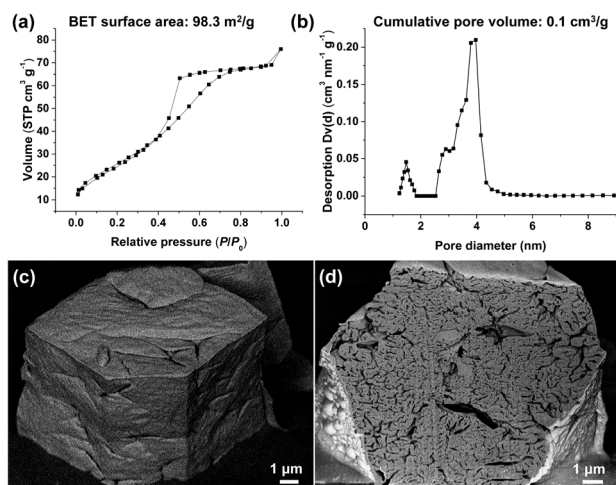 (a)
BET surface area: 98.3 m²/g
Volume (STP cm³ g⁻¹)
80
70
60
50
40
30
20
10
0.0
0.2
0.4
0.6
0.8
1.0
Relative pressure (P/P₀)
(b)
Cumulative pore volume: 0.1 cm³/g
Desorption Dv(d) (cm³ nm⁻¹ g⁻¹)
0.20
0.15
0.10
0.05
0.00
0
2
4
6
8
Pore diameter (nm)
(c)
1 µm
(d)
1 µm